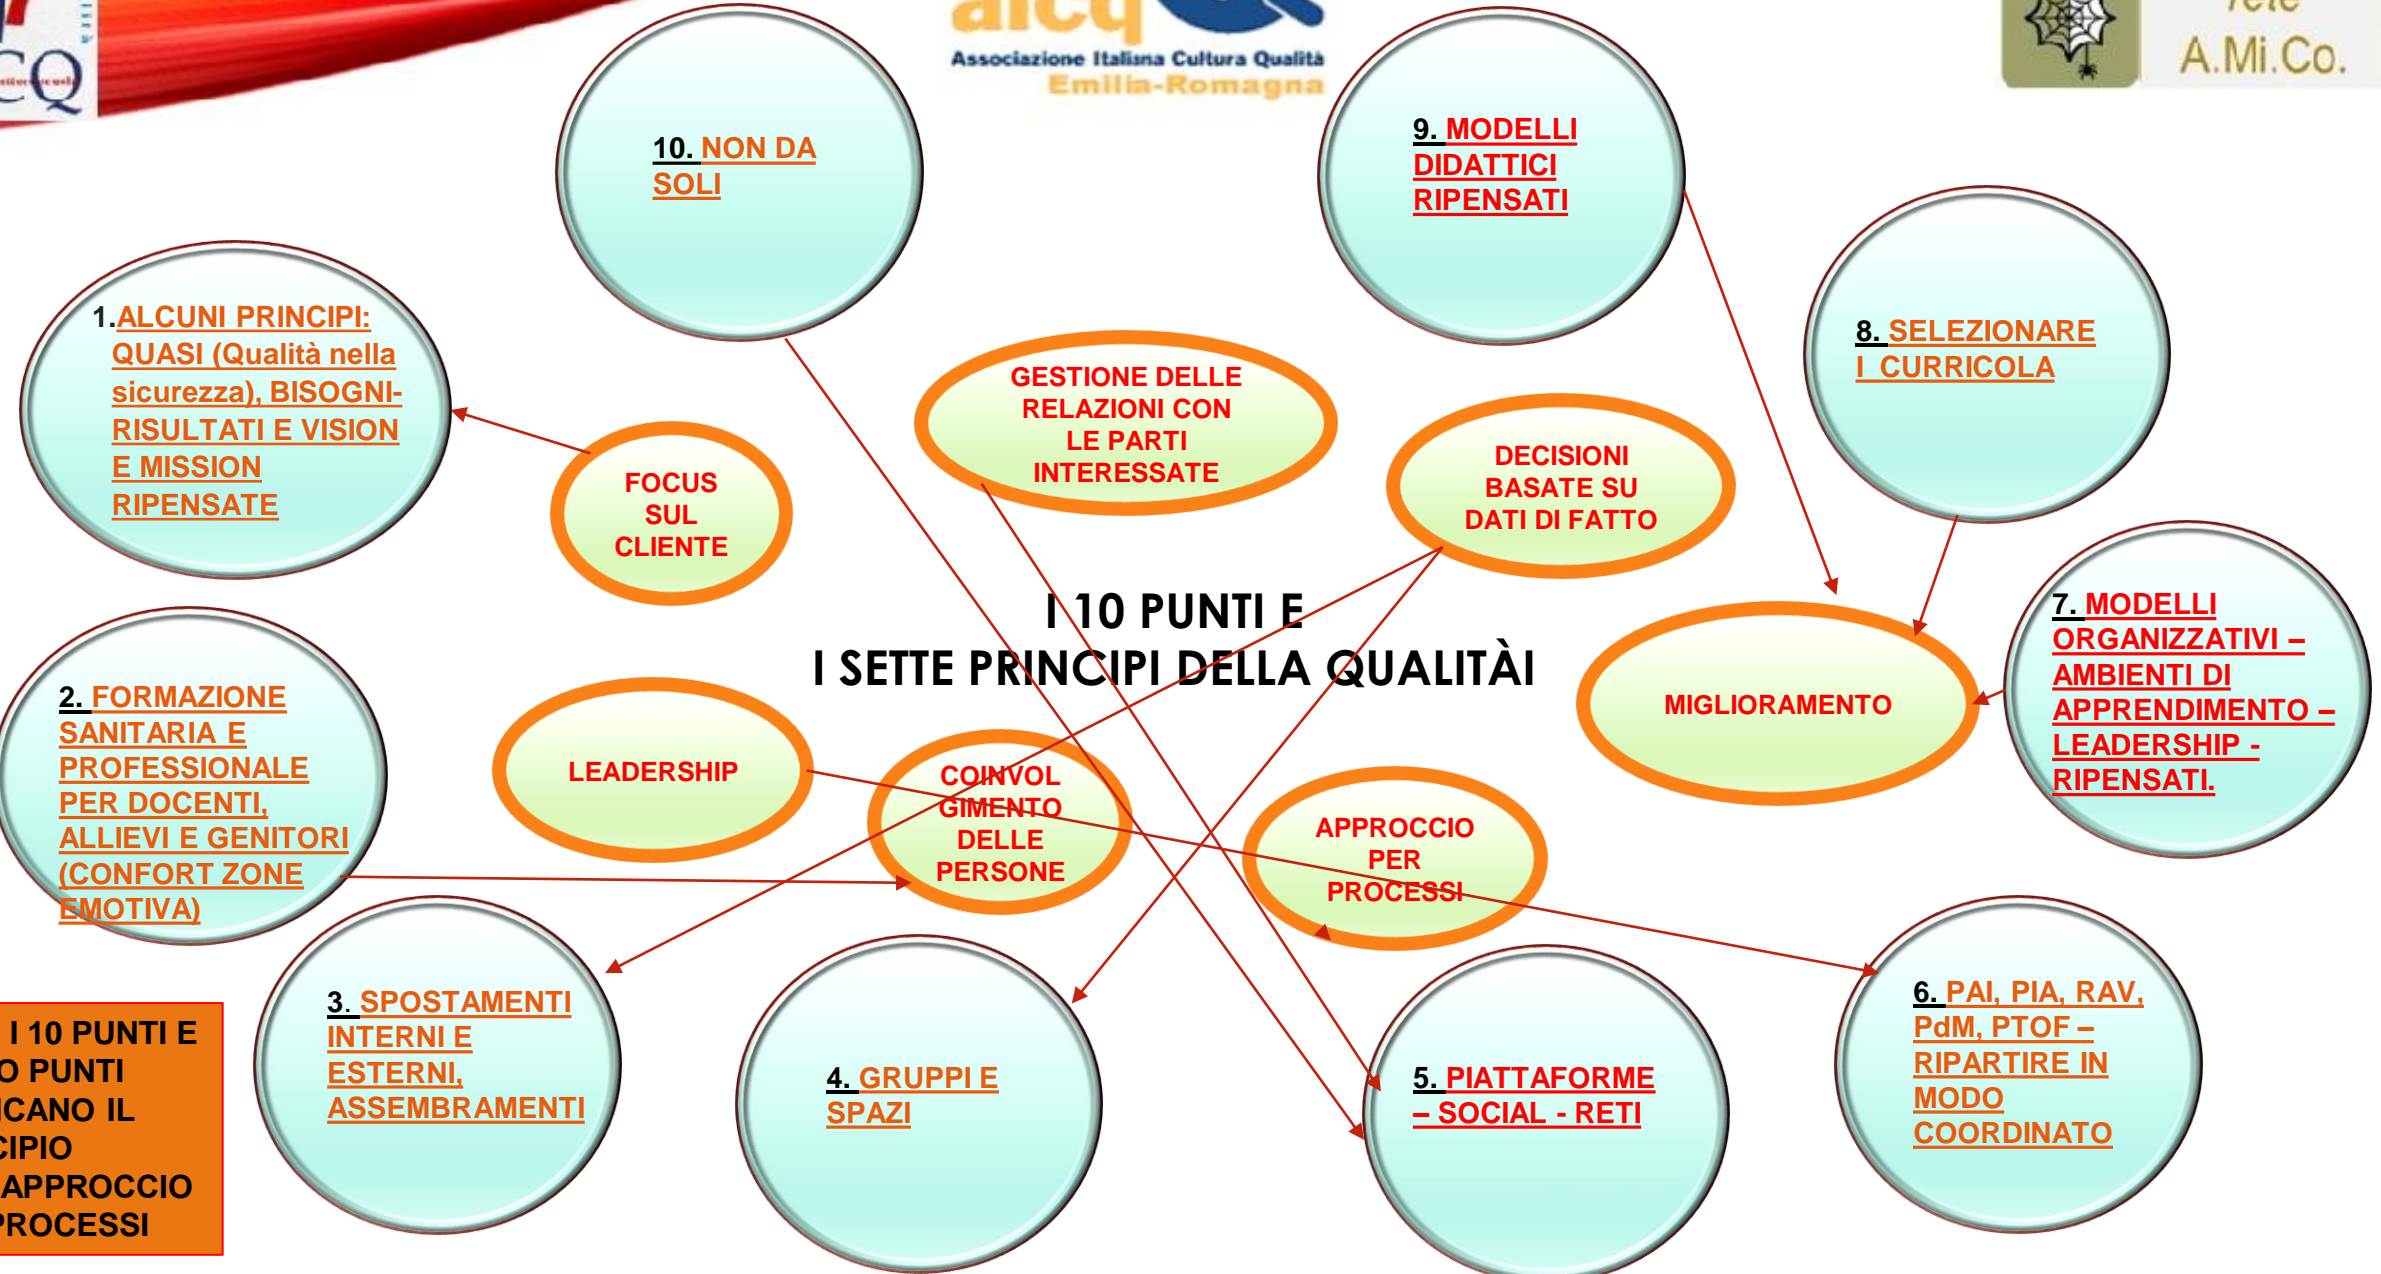 CQ
aicq
Associazione Italiana Cultura Qualità
Emilia-Romagna
rete
A.Mi.Co.
10. NON DA
SOLI
9. MODELLI
DIDATTICI
RIPENSATI
8. SELEZIONARE
I CURRICOLA
1.ALCUNI PRINCIPI:
QUASI (Qualità nella
sicurezza), BISOGNI-
RISULTATI E VISION
E MISSION
RIPENSATE
GESTIONE DELLE
RELAZIONI CON
LE PARTI
INTERESSATE
DECISIONI
BASATE SU
DATI DI FATTO
FOCUS
SUL
CLIENTE
I 10 PUNTI E
I SETTE PRINCIPI DELLA QUALITÀI
7. MODELLI
ORGANIZZATIVI –
AMBIENTI DI
APPRENDIMENTO –
LEADERSHIP -
RIPENSATI.
2. FORMAZIONE
SANITARIA E
PROFESSIONALE
PER DOCENTI,
ALLIEVI E GENITORI
(CONFORT ZONE
EMOTIVA)
LEADERSHIP
COINVOL
GIMENTO
DELLE
PERSONE
APPROCCIO
PER
PROCESSI
MIGLIORAMENTO
3. SPOSTAMENTI
INTERNI E
ESTERNI,
ASSEMBRAMENTI
4. GRUPPI E
SPAZI
5. PIATTAFORME
– SOCIAL - RETI
6. PAI, PIA, RAV,
PdM, PTOF –
RIPARTIRE IN
MODO
COORDINATO
I 10 PUNTI E
O PUNTI
ICANO IL
CIPIO
APPROCCIO
PROCESSI